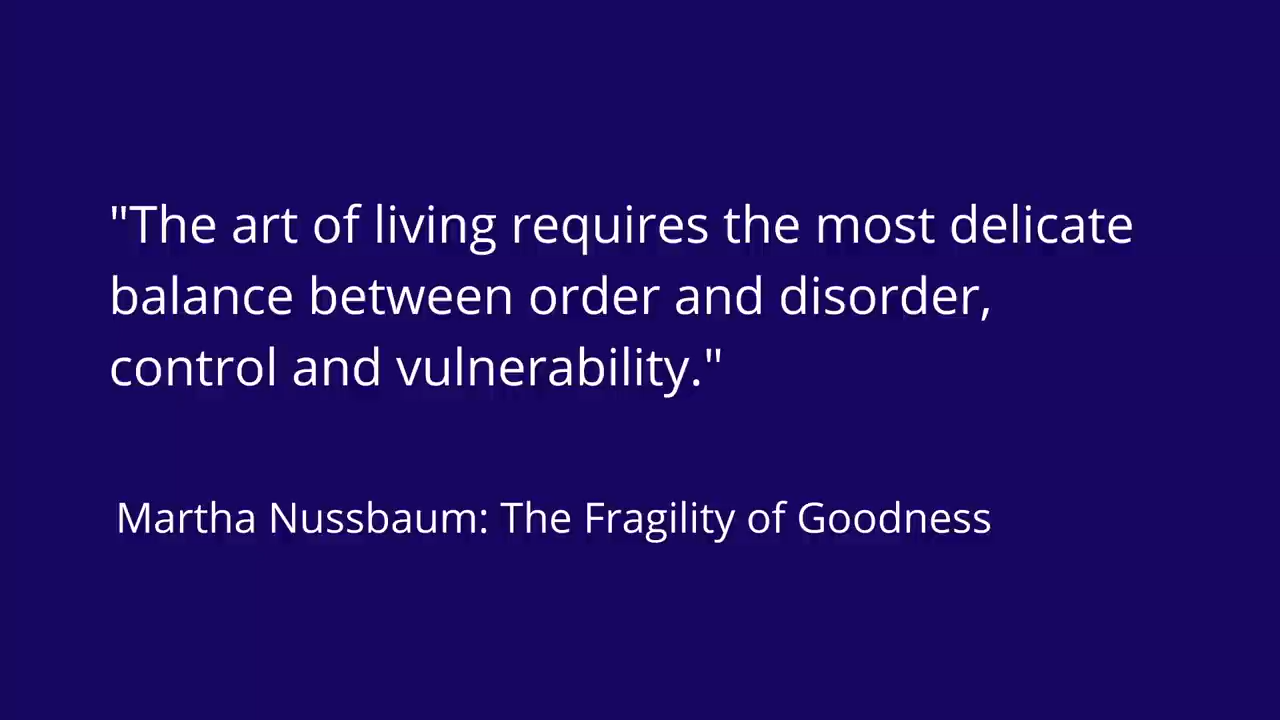 "The art of living requires the most delicate
balance between order and disorder,
control and vulnerability."
Martha Nussbaum: The Fragility of Goodness